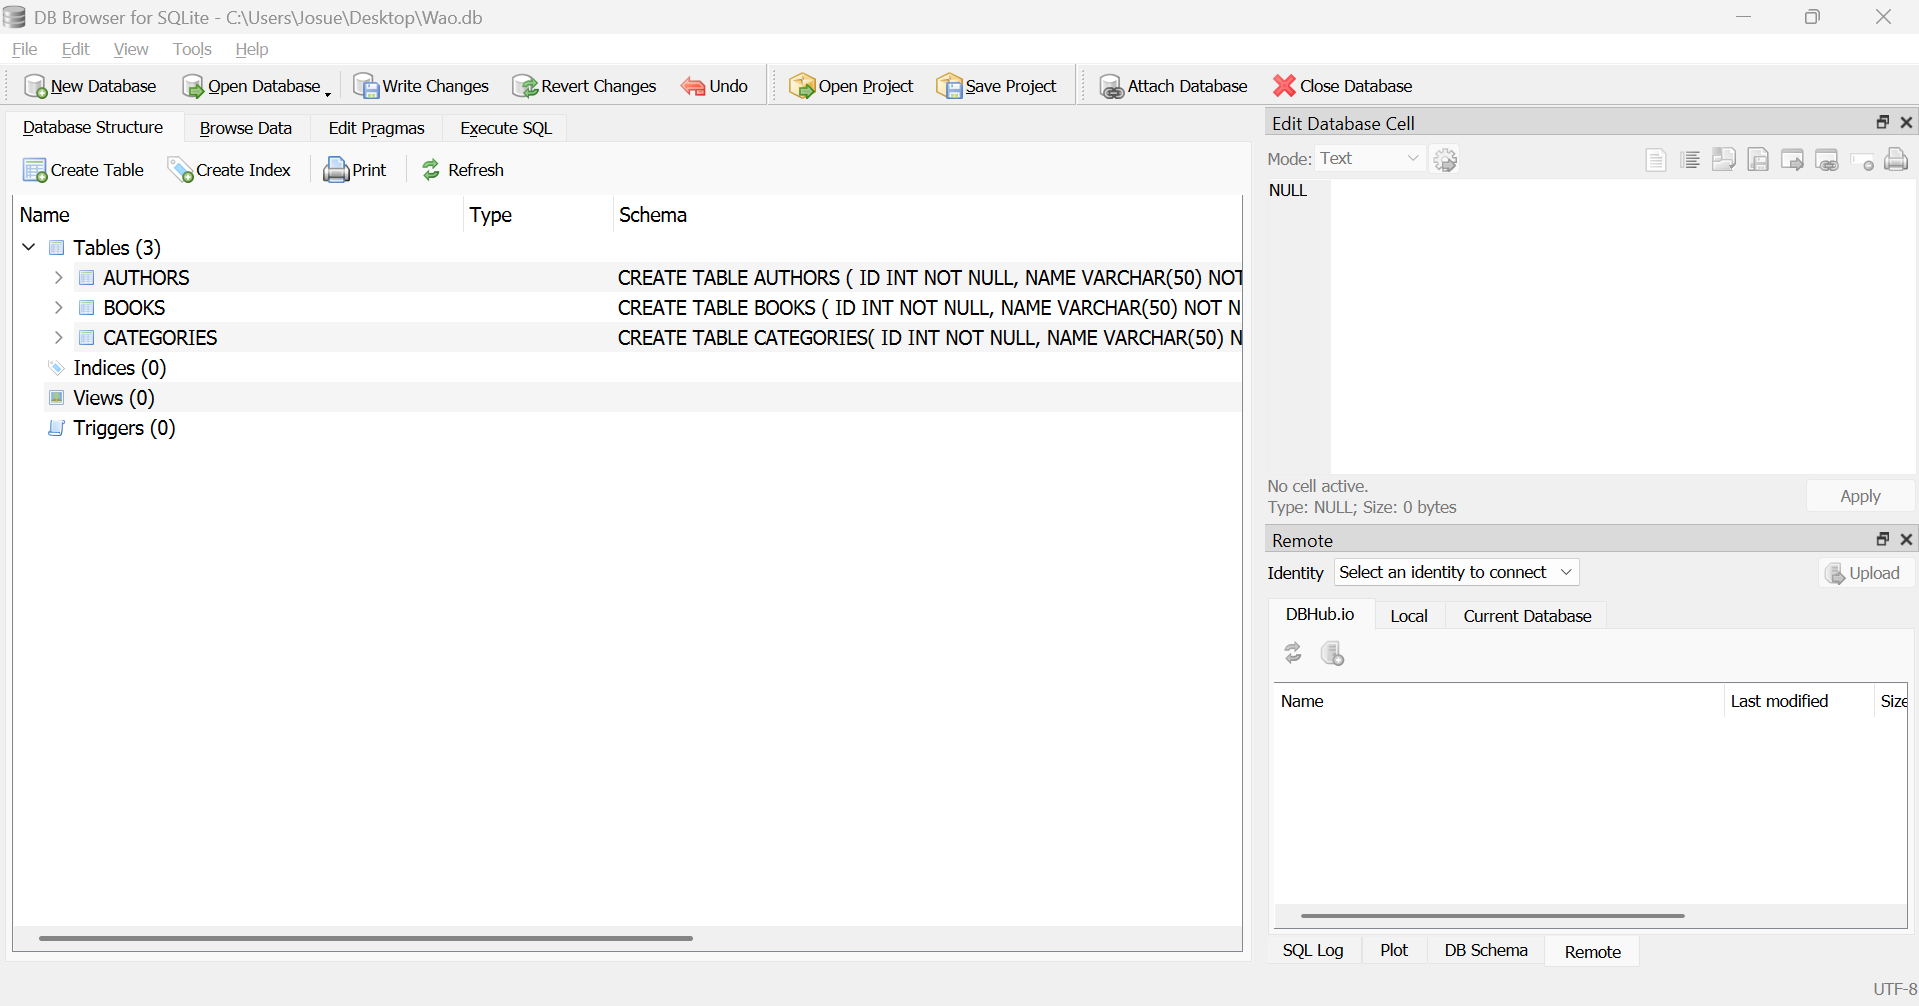 DB Browser for SQLite - C:\Users\Josue\Desktop\Wao.db
File Edit View Tools Help
New Database Open Database Write Changes Revert Changes Undo Open Project Save Project Attach Database Close Database
Database Structure Browse Data Edit Pragmas Execute SQL
Create Table Create Index Print Refresh
Name Type Schema
Tables (3)
AUTHORS CREATE TABLE AUTHORS ( ID INT NOT NULL, NAME VARCHAR(50) NOT
BOOKS CREATE TABLE BOOKS ( ID INT NOT NULL, NAME VARCHAR(50) NOT N
CATEGORIES CREATE TABLE CATEGORIES( ID INT NOT NULL, NAME VARCHAR(50) N
Indices (0)
Views (0)
Triggers (0)
Edit Database Cell
Mode: Text
NULL
No cell active.
Type: NULL; Size: 0 bytes
Apply
Remote
Identity Select an identity to connect Upload
DBHub.io Local Current Database
Name Last modified Size
SQL Log Plot DB Schema Remote
UTF-8